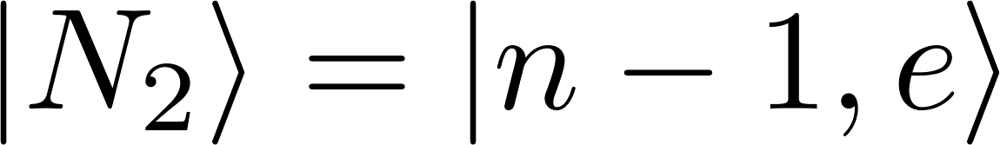 |N₂⟩ = |n − 1, e⟩